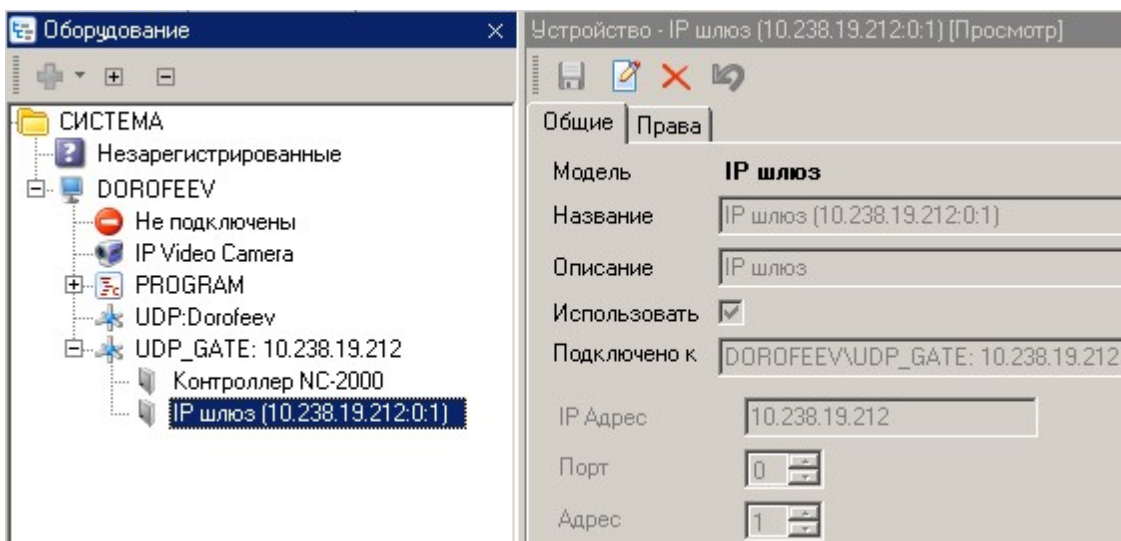 Оборудование
СИСТЕМА
Незарегистрированные
DOROFEEV
Не подключены
IP Video Camera
PROGRAM
UDP:Dorofeev
UDP_GATE: 10.238.19.212
Контроллер NC-2000
IP шлюз (10.238.19.212:0:1)
Устройство - IP шлюз (10.238.19.212:0:1) [Просмотр]
Общие Права
Модель IP шлюз
Название IP шлюз (10.238.19.212:0:1)
Описание IP шлюз
Использовать
Подключено к DOROFEEV\UDP_GATE: 10.238.19.212
IP Адрес 10.238.19.212
Порт 0
Адрес 1